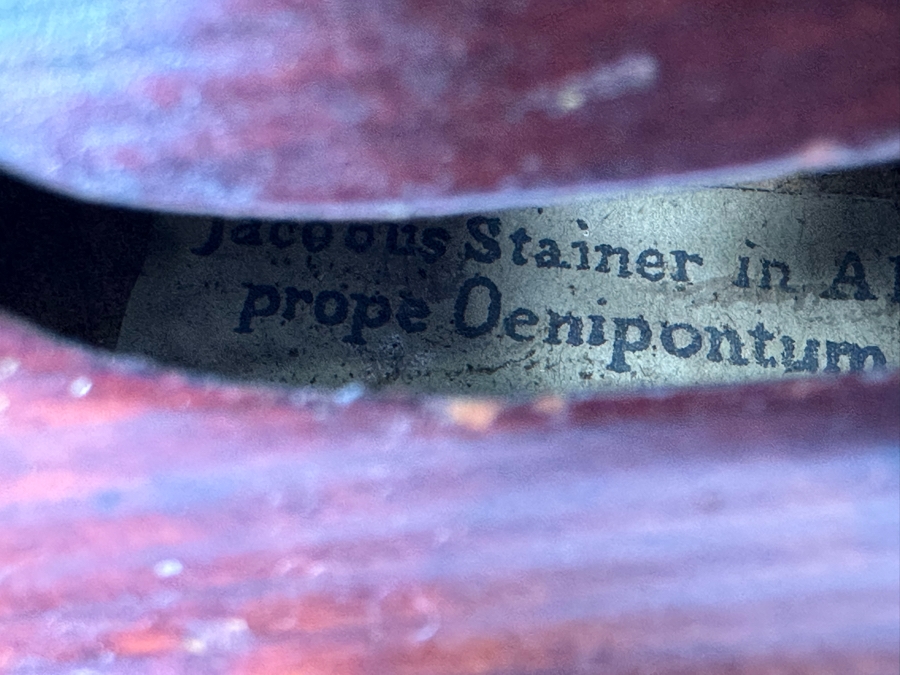 Jacobus Stainer in A
prope Oenipontum